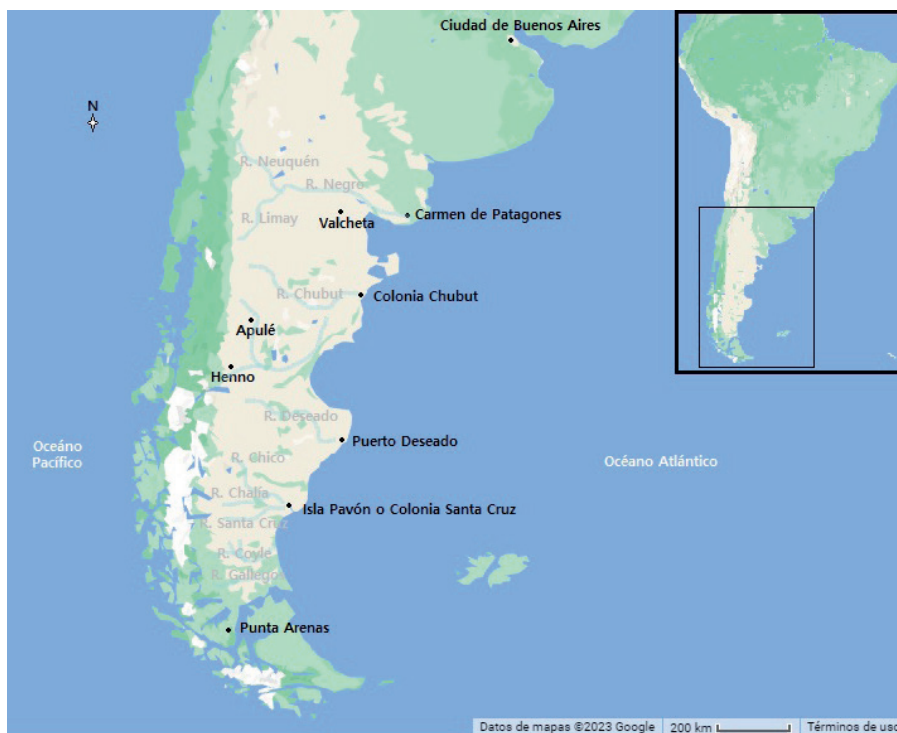 Ciudad de Buenos Aires
N
R. Neuquén
R. Negro
R. Limay
Valcheta
Carmen de Patagones
R. Chubut
Colonia Chubut
Apulé
Henno
R. Deseado
Puerto Deseado
Oceáno
Pacífico
R. Chico
Océano Atlántico
R. Chalía
Isla Pavón o Colonia Santa Cruz
R. Santa Cruz
R. Coyle
R. Gallegos
Punta Arenas
Datos de mapas ©2023 Google
200 km
Términos de uso